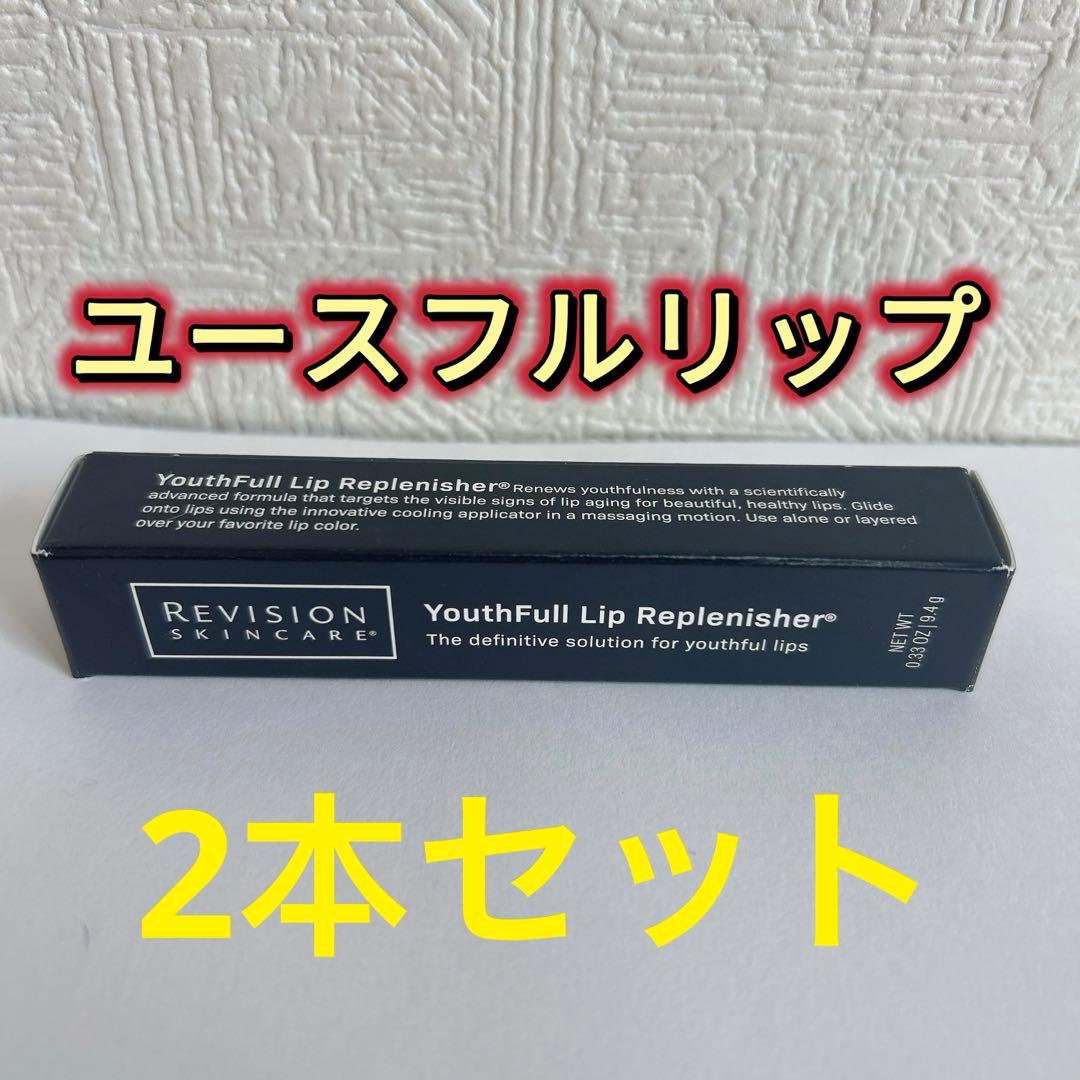 ユースフルリップ
YouthFull Lip Replenisher® Renews youthfulness with a scientifically
advanced formula that targets the visible signs of lip aging for beautiful, healthy lips. Glide
onto lips using the innovative cooling applicator in a massaging motion. Use alone or layered
over your favorite lip color.
REVISION
SKINCARE®
YouthFull Lip Replenisher®
The definitive solution for youthful lips
NET WT
0.33 OZ | 9.4 g
2本セット